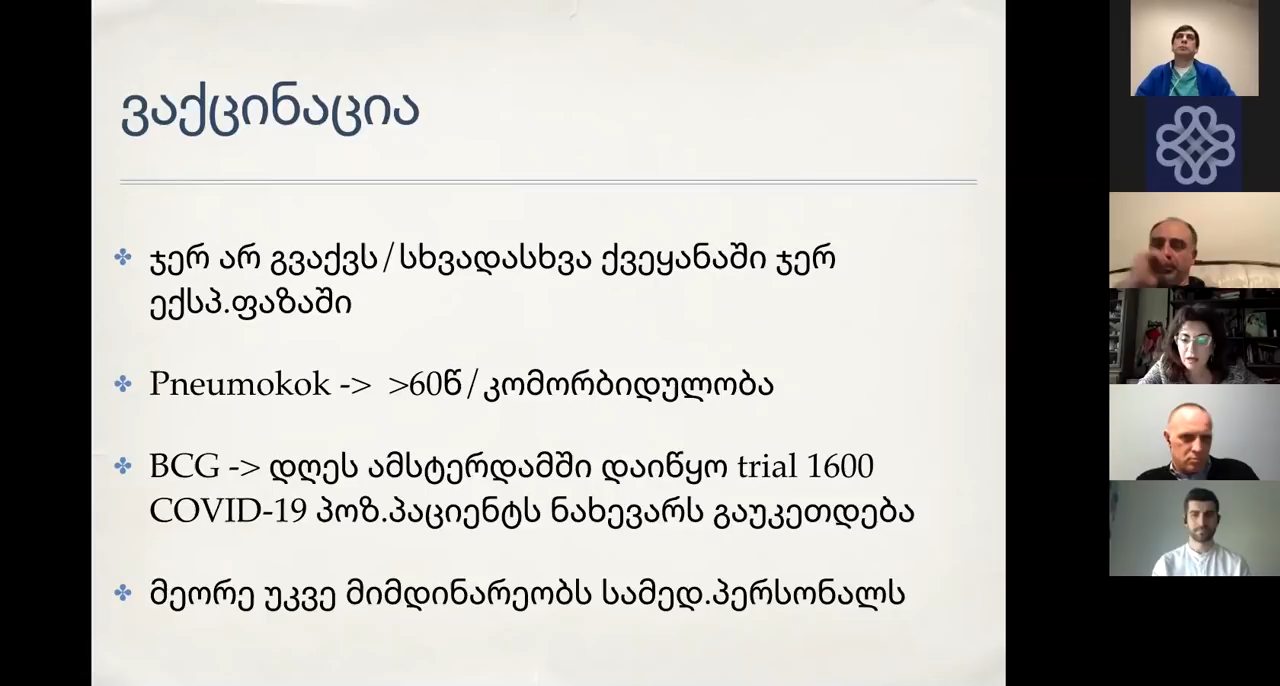 ვაქცინაცია
ჯერ არ გვაქვს/სხვადასხვა ქვეყანაში ჯერ
ექსპ.ფაზაში
Pneumokok -> >60წ/კომორბიდულობა
BCG -> დღეს ამსტერდამში დაიწყო trial 1600
COVID-19 პოზ.პაციენტს ნახევარს გაუკეთდება
მეორე უკვე მიმდინარეობს სამედ.პერსონალს